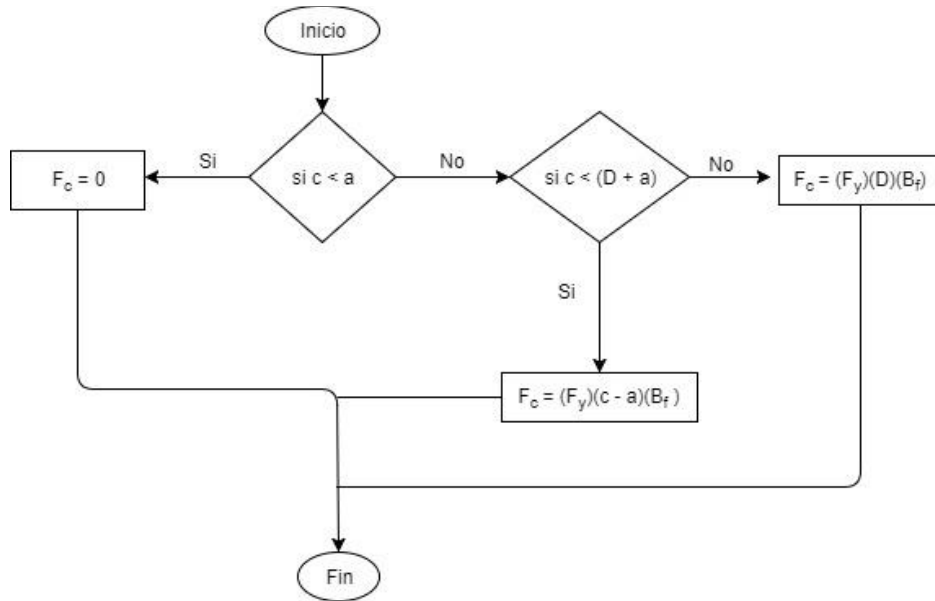 Inicio
Si
No
No
F_c = 0
si c < a
si c < (D + a)
F_c = (F_y)(D)(B_f)
Si
F_c = (F_y)(c - a)(B_f )
Fin